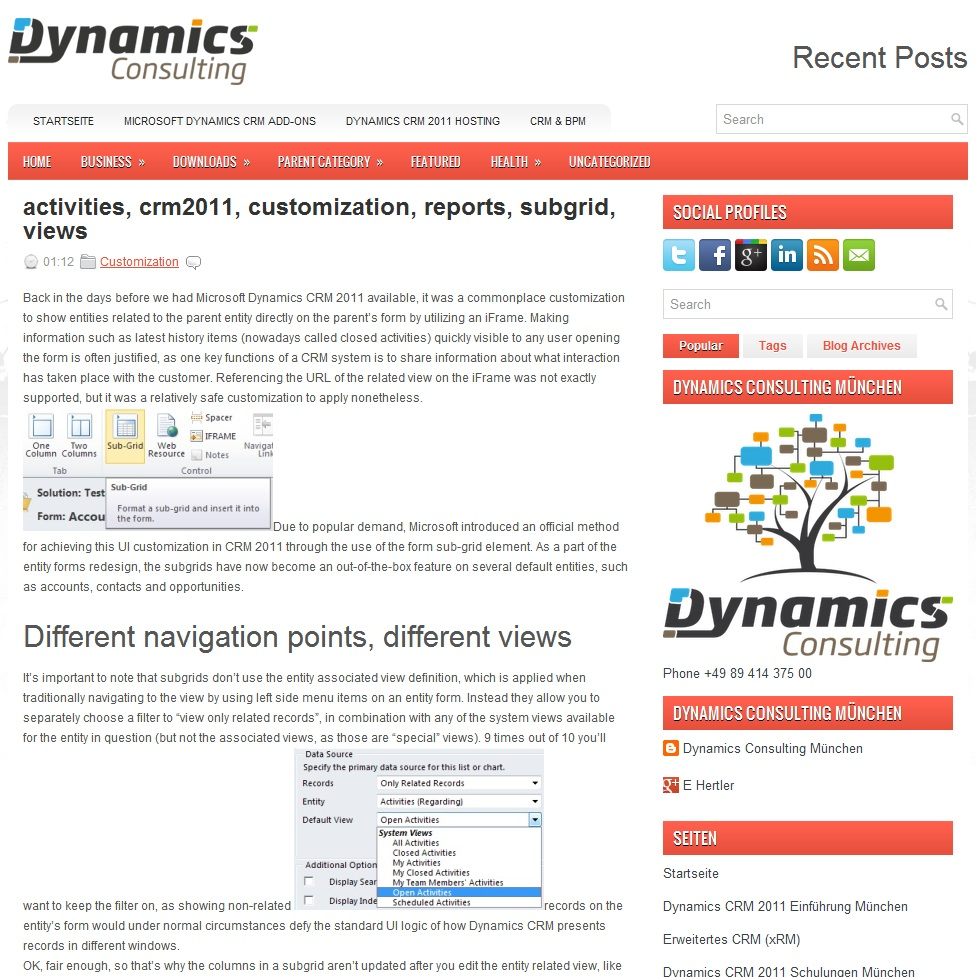 Dynamics
Consulting
Recent Posts
STARTSEITE MICROSOFT DYNAMICS CRM ADD-ONS DYNAMICS CRM 2011 HOSTING CRM & BPM
Search
HOME BUSINESS » DOWNLOADS » PARENT CATEGORY » FEATURED HEALTH » UNCATEGORIZED
activities, crm2011, customization, reports, subgrid,
views
01:12 Customization
Back in the days before we had Microsoft Dynamics CRM 2011 available, it was a commonplace customization
to show entities related to the parent entity directly on the parent's form by utilizing an iFrame. Making
information such as latest history items (nowadays called closed activities) quickly visible to any user opening
the form is often justified, as one key functions of a CRM system is to share information about what interaction
has taken place with the customer. Referencing the URL of the related view on the iFrame was not exactly
supported, but it was a relatively safe customization to apply nonetheless.
One Column
Two Columns
Sub-Grid
Web Resource
Spacer
IFRAME
Notes
Navigat
Link
Tab
Control
Solution: Test
Form: Accou
Sub-Grid
Format a sub-grid and insert it into
the form.
Due to popular demand, Microsoft introduced an official method
for achieving this UI customization in CRM 2011 through the use of the form sub-grid element. As a part of the
entity forms redesign, the subgrids have now become an out-of-the-box feature on several default entities, such
as accounts, contacts and opportunities.
Different navigation points, different views
It's important to note that subgrids don't use the entity associated view definition, which is applied when
traditionally navigating to the view by using left side menu items on an entity form. Instead they allow you to
separately choose a filter to “view only related records”, in combination with any of the system views available
for the entity in question (but not the associated views, as those are “special” views). 9 times out of 10 you'll
Data Source
Specify the primary data source for this list or chart.
Records Only Related Records
Entity Activities (Regarding)
Default View Open Activities
System Views
All Activities
Closed Activities
My Activities
My Closed Activities
My Team Members' Activities
Open Activities
Scheduled Activities
Additional Option
Display Sear
Display Inde
want to keep the filter on, as showing non-related records on the
entity's form would under normal circumstances defy the standard UI logic of how Dynamics CRM presents
records in different windows.
OK, fair enough, so that's why the columns in a subgrid aren't updated after you edit the entity related view, like
SOCIAL PROFILES
Search
Popular Tags Blog Archives
DYNAMICS CONSULTING MÜNCHEN
Dynamics
Consulting
Phone +49 89 414 375 00
DYNAMICS CONSULTING MÜNCHEN
Dynamics Consulting München
E Hertler
SEITEN
Startseite
Dynamics CRM 2011 Einführung München
Erweitertes CRM (xRM)
Dynamics CRM 2011 Schulungen München